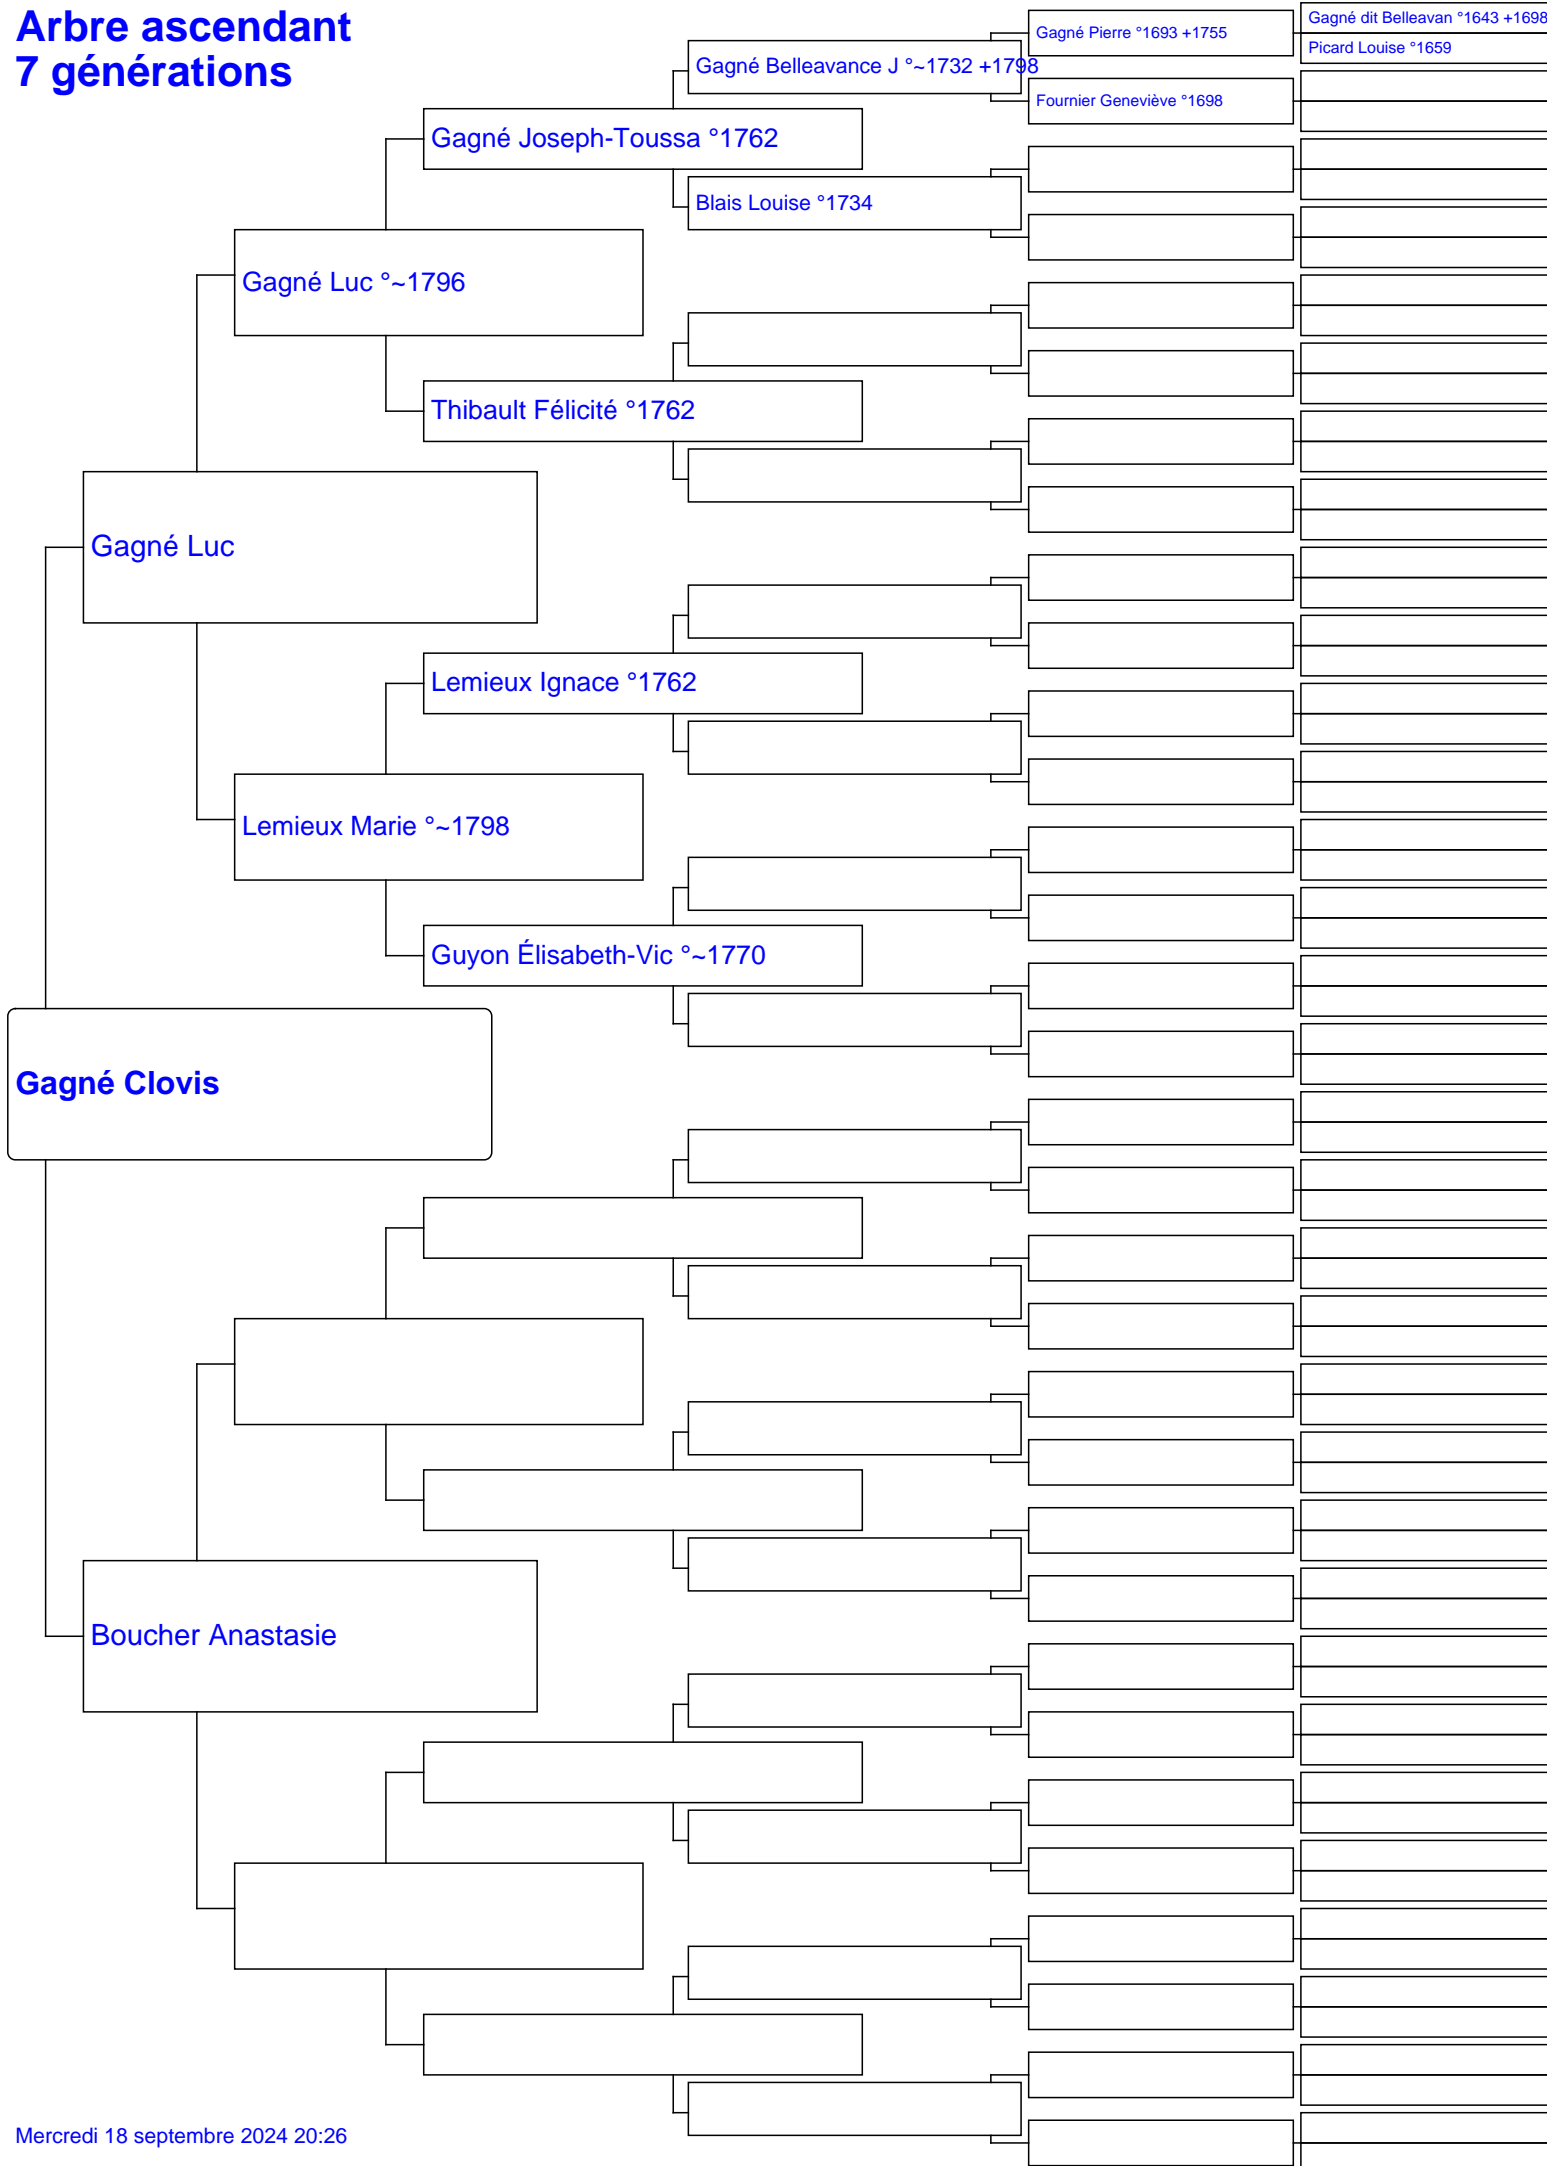 Arbre ascendant
7 générations
Gagné dit Belleavan °1643 +1698
Gagné Pierre °1693 +1755
Picard Louise °1659
Gagné Belleavance J °~1732 +1798
Fournier Geneviève °1698
Gagné Joseph-Toussa °1762
Blais Louise °1734
Gagné Luc °~1796
Thibault Félicité °1762
Gagné Luc
Lemieux Ignace °1762
Lemieux Marie °~1798
Guyon Élisabeth-Vic °~1770
Gagné Clovis
Boucher Anastasie
Mercredi 18 septembre 2024 20:26